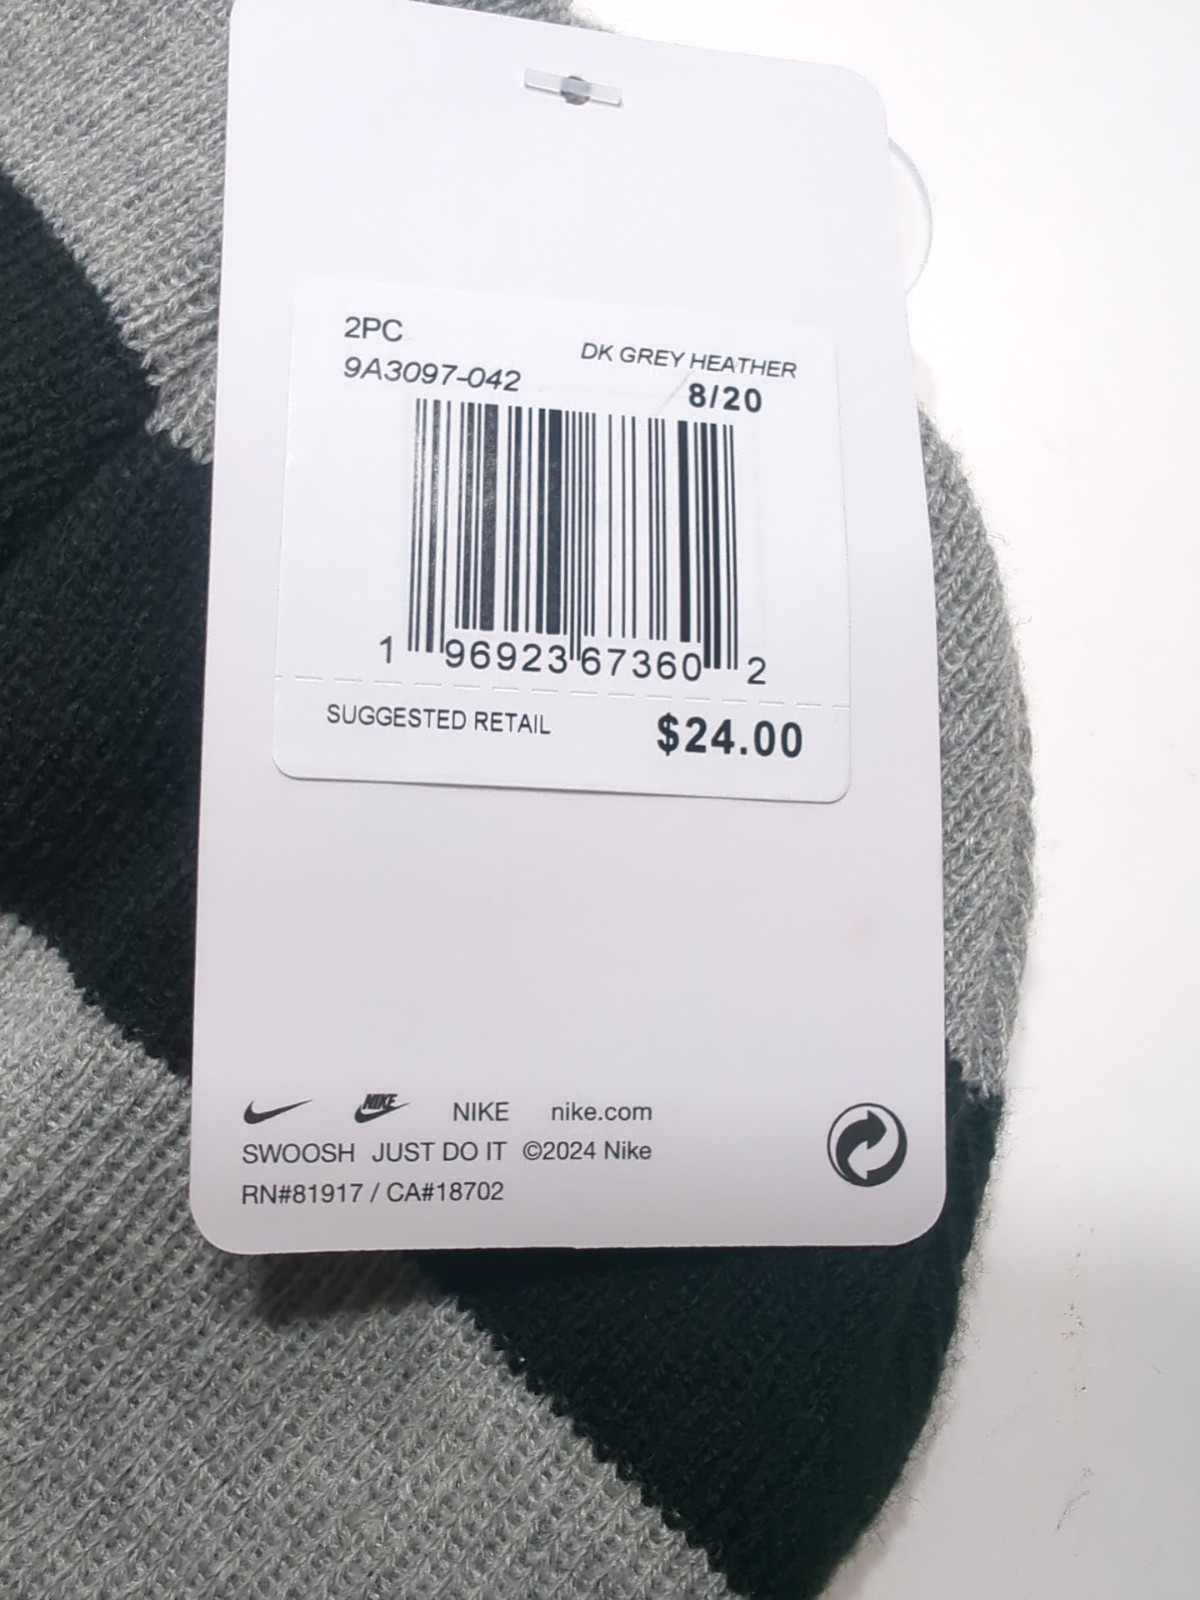 2PC
DK GREY HEATHER
9A3097-042
8/20
1 96923 67360 2
SUGGESTED RETAIL $24.00
NIKE NIKE nike.com
SWOOSH JUST DO IT ©2024 Nike
RN#81917 / CA#18702